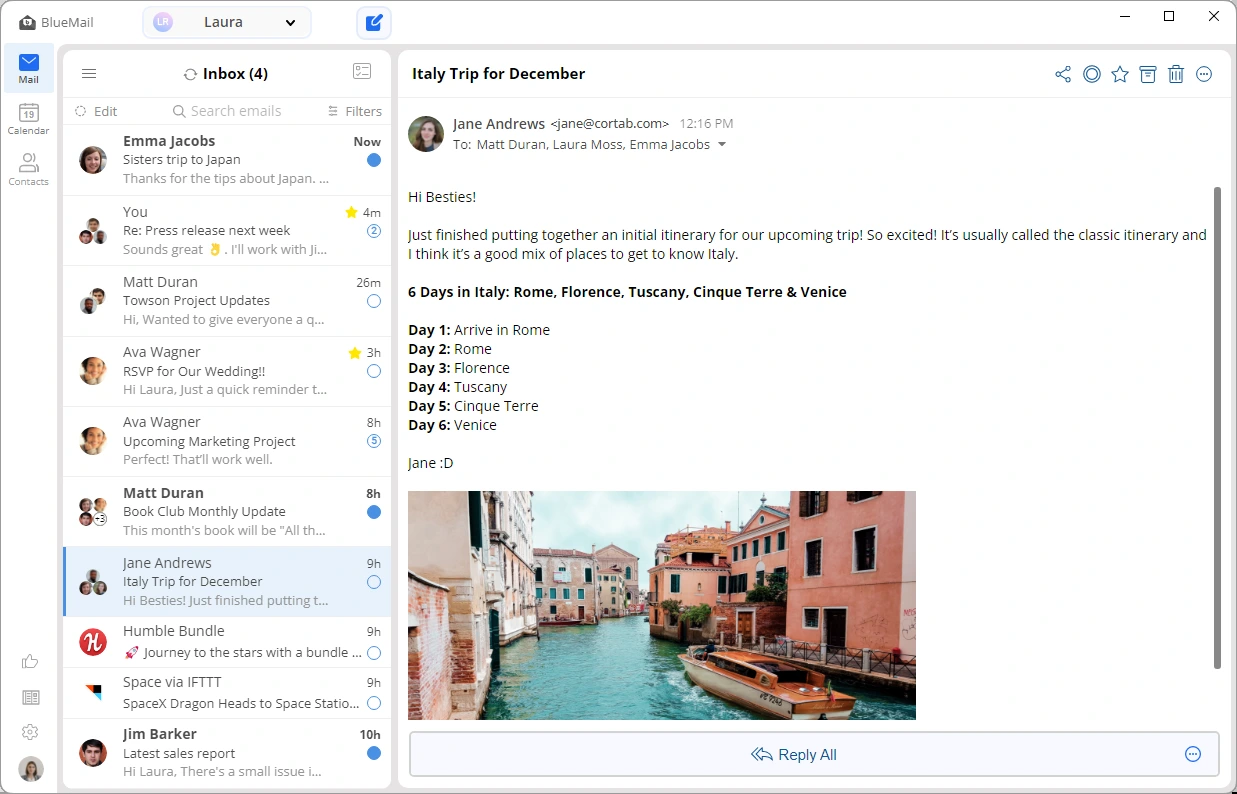 BlueMail
LR Laura
Mail
19
Calendar
Contacts
Inbox (4)
Edit Search emails Filters
Emma Jacobs Now
Sisters trip to Japan
Thanks for the tips about Japan. ...
You 4m
Re: Press release next week 2
Sounds great 👌. I'll work with Ji...
Matt Duran 26m
Towson Project Updates
Hi, Wanted to give everyone a q...
Ava Wagner 3h
RSVP for Our Wedding!!
Hi Laura, Just a quick reminder t...
Ava Wagner 8h
Upcoming Marketing Project 5
Perfect! That'll work well.
Matt Duran 8h
Book Club Monthly Update
+3
This month's book will be "All th...
Jane Andrews 9h
Italy Trip for December
Hi Besties! Just finished putting t...
H
Humble Bundle 9h
🚀 Journey to the stars with a bundle ...
Space via IFTTT 9h
SpaceX Dragon Heads to Space Statio...
Jim Barker 10h
Latest sales report
Hi Laura, There's a small issue i...
Italy Trip for December
Jane Andrews <jane@cortab.com> 12:16 PM
To: Matt Duran, Laura Moss, Emma Jacobs
Hi Besties!
Just finished putting together an initial itinerary for our upcoming trip! So excited! It’s usually called the classic itinerary and
I think it’s a good mix of places to get to know Italy.
6 Days in Italy: Rome, Florence, Tuscany, Cinque Terre & Venice
Day 1: Arrive in Rome
Day 2: Rome
Day 3: Florence
Day 4: Tuscany
Day 5: Cinque Terre
Day 6: Venice
Jane :D
Reply All